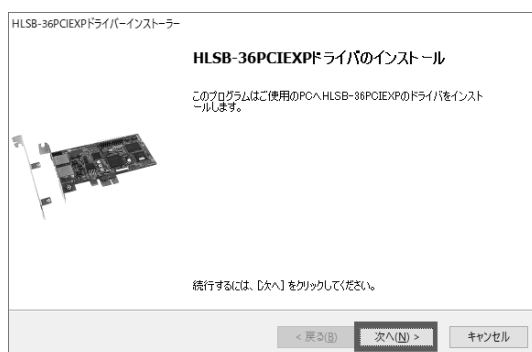 HLSB-36PCIEXPドライバーインストーラー
HLSB-36PCIEXPドライバのインストール
このプログラムはご使用のPCへHLSB-36PCIEXPのドライバをインスト
ールします。
続行するには、[次へ] をクリックしてください。
< 戻る(B)
次へ(N) >
キャンセル